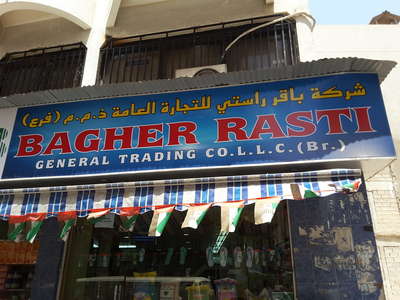 شركة باقر راستي للتجارة العامة ذ.م.م (فرع)
BAGHER RASTI
GENERAL TRADING CO.L.L.C.(Br.)